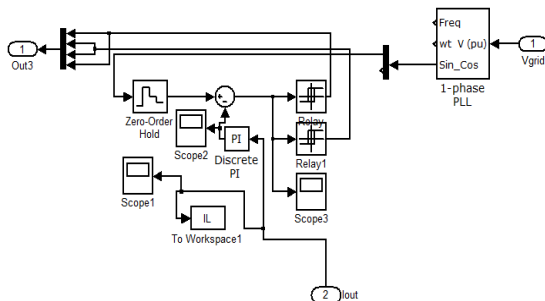 Freq
1
wt V (pu)
1
Out3
Sin_Cos
Vgrid
1-phase
PLL
+
-
Zero-Order
Hold
Relay
PI
Scope2
Discrete
PI
Relay1
Scope1
Scope3
IL
To Workspace1
2
Iout